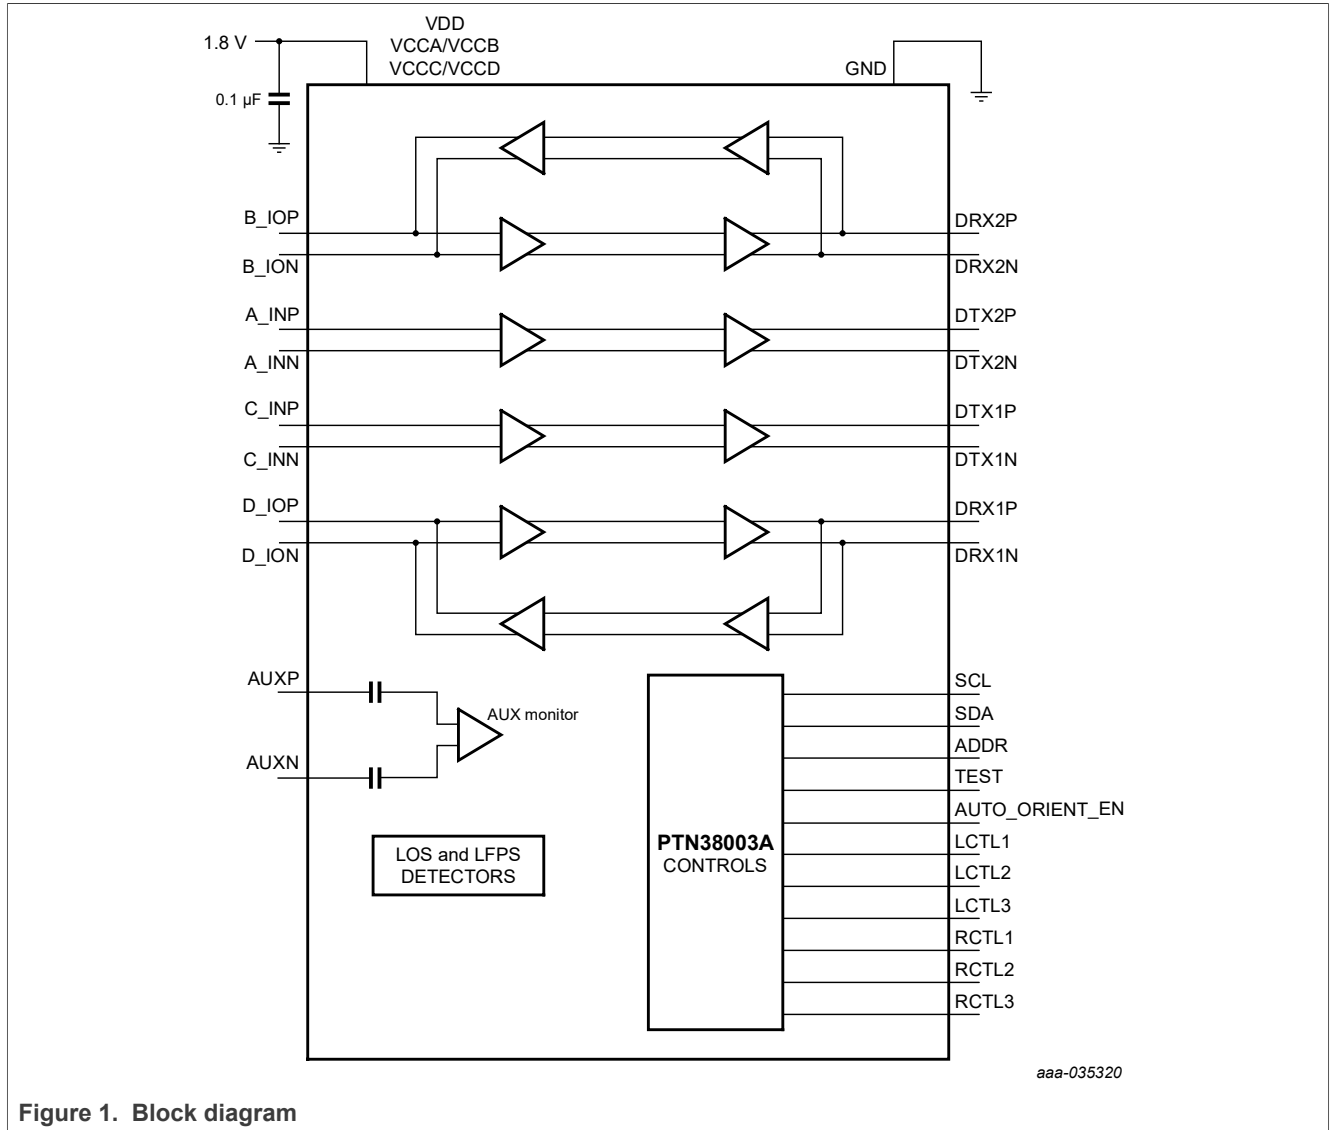 VDD
1.8 V
VCCA/VCCB
VCCC/VCCD
GND
0.1 µF
B_IOP
B_ION
A_INP
A_INN
C_INP
C_INN
D_IOP
D_ION
AUXP
AUXN
DRX2P
DRX2N
DTX2P
DTX2N
DTX1P
DTX1N
DRX1P
DRX1N
AUX monitor
LOS and LFPS
DETECTORS
PTN38003A
CONTROLS
SCL
SDA
ADDR
TEST
AUTO_ORIENT_EN
LCTL1
LCTL2
LCTL3
RCTL1
RCTL2
RCTL3
aaa-035320
Figure 1. Block diagram